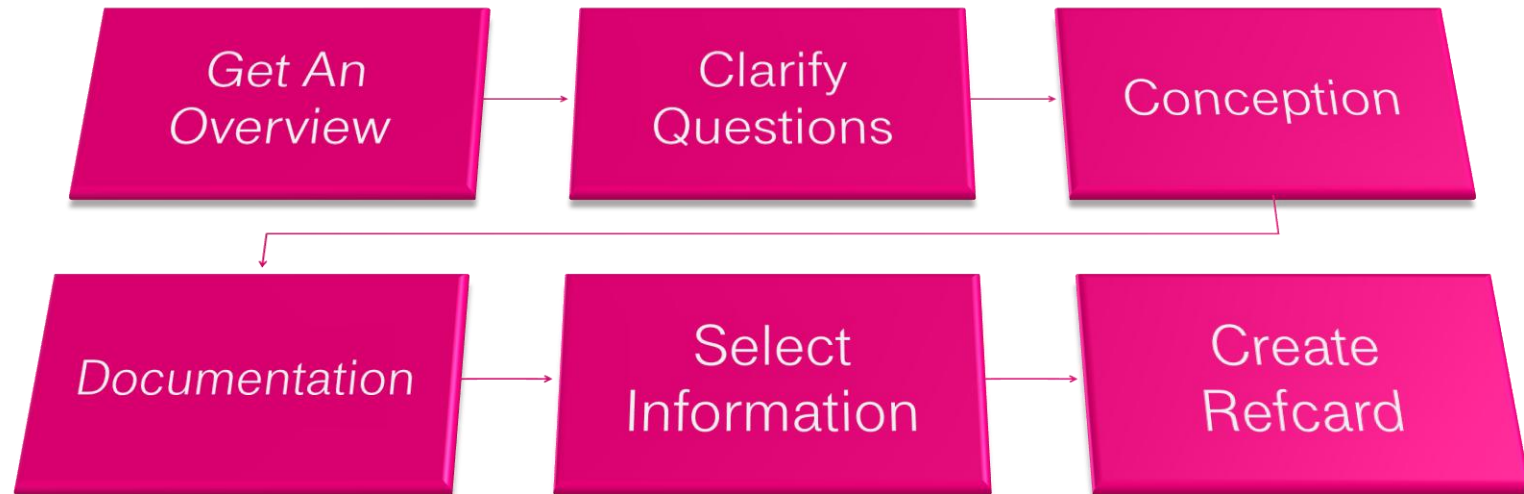 Get An
Overview
Clarify
Questions
Conception
Documentation
Select
Information
Create
Refcard